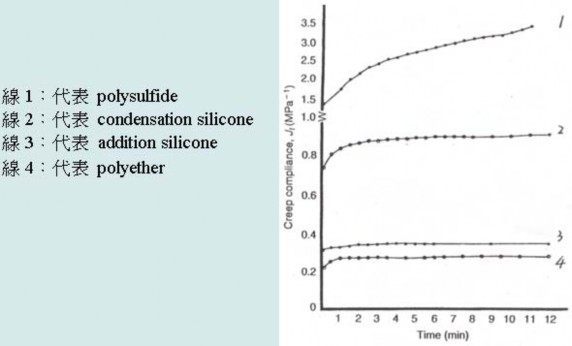 線 1：代表 polysulfide
線 2：代表 condensation silicone
線 3：代表 addition silicone
線 4：代表 polyether
Creep compliance, Jₜ (MPa⁻¹)
3.5
3.0
2.5
2.0
1.5
1.0
0.8
0.6
0.4
0.2
0
1
2
3
4
1 2 3 4 5 6 7 8 9 10 11 12
Time (min)